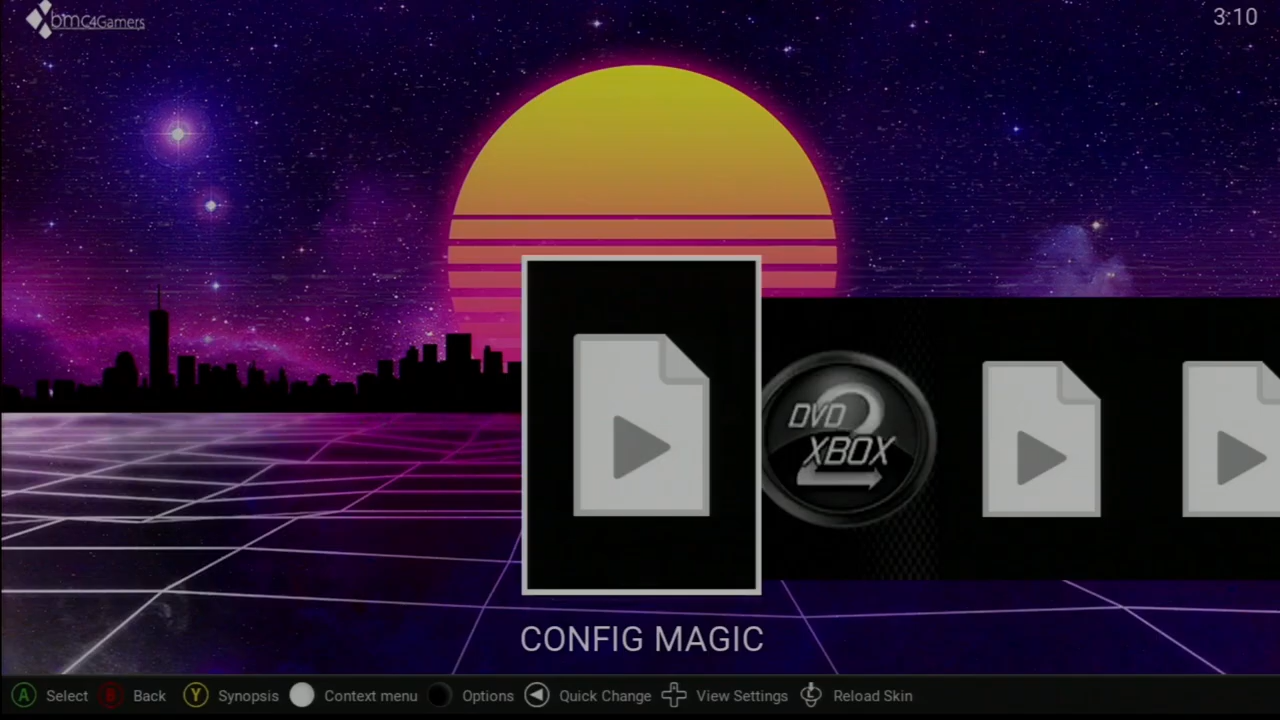 xbmc4Gamers
3:10
DVD
2
XBOX
CONFIG MAGIC
A Select B Back Y Synopsis Context menu Options Quick Change View Settings Reload Skin